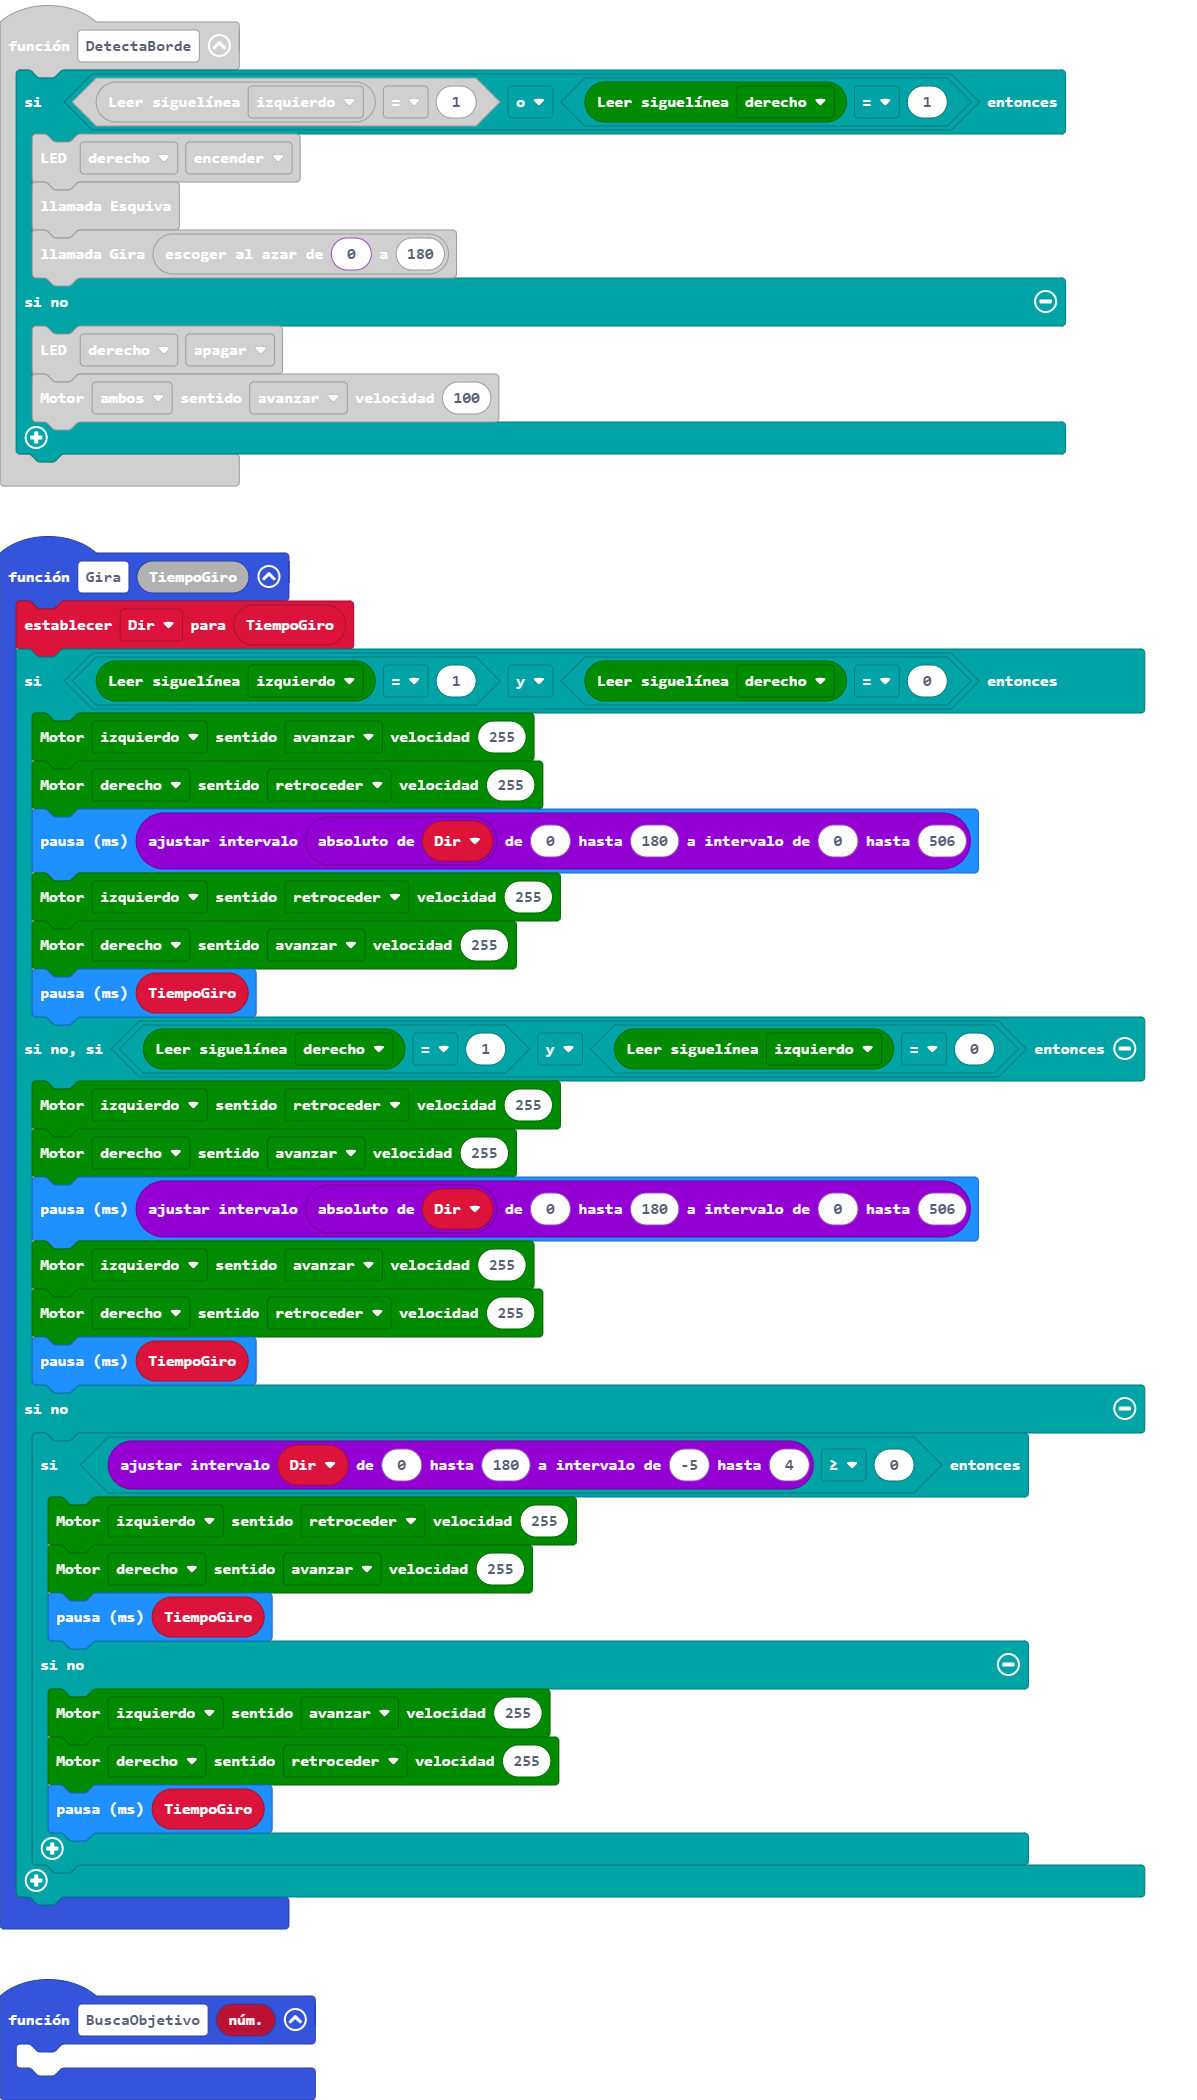 función DetectaBorde
si Leer siguelínea izquierdo = 1 o Leer siguelínea derecho = 1 entonces
LED derecho encender
llamada Esquiva
llamada Gira escoger al azar de 0 a 180
si no
LED derecho apagar
Motor ambos sentido avanzar velocidad 100
función Gira TiempoGiro
establecer Dir para TiempoGiro
si Leer siguelínea izquierdo = 1 y Leer siguelínea derecho = 0 entonces
Motor izquierdo sentido avanzar velocidad 255
Motor derecho sentido retroceder velocidad 255
pausa (ms) ajustar intervalo absoluto de Dir de 0 hasta 180 a intervalo de 0 hasta 506
Motor izquierdo sentido retroceder velocidad 255
Motor derecho sentido avanzar velocidad 255
pausa (ms) TiempoGiro
si no, si Leer siguelínea derecho = 1 y Leer siguelínea izquierdo = 0 entonces
Motor izquierdo sentido retroceder velocidad 255
Motor derecho sentido avanzar velocidad 255
pausa (ms) ajustar intervalo absoluto de Dir de 0 hasta 180 a intervalo de 0 hasta 506
Motor izquierdo sentido avanzar velocidad 255
Motor derecho sentido retroceder velocidad 255
pausa (ms) TiempoGiro
si no
si ajustar intervalo Dir de 0 hasta 180 a intervalo de -5 hasta 4 ≥ 0 entonces
Motor izquierdo sentido retroceder velocidad 255
Motor derecho sentido avanzar velocidad 255
pausa (ms) TiempoGiro
si no
Motor izquierdo sentido avanzar velocidad 255
Motor derecho sentido retroceder velocidad 255
pausa (ms) TiempoGiro
función BuscaObjetivo núm.